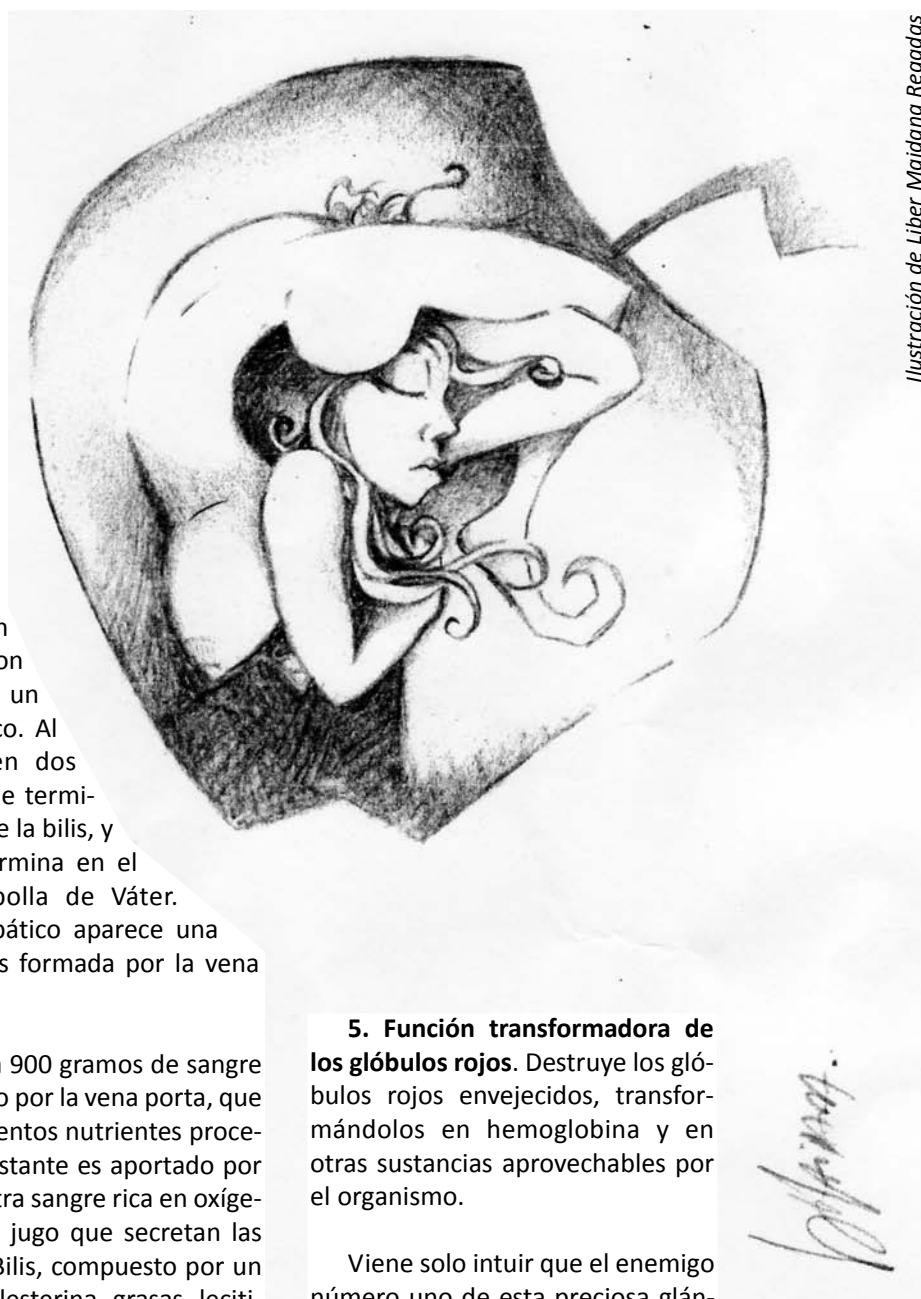 Ilustración de Liber Maidana Regadas
un
co. Al
en dos
e termi-
e la bilis, y
rmina en el
bolla de Váter.
pático aparece una
s formada por la vena
900 gramos de sangre
o por la vena porta, que
entos nutrientes proce-
stante es aportado por
tra sangre rica en oxíge-
jugo que secretan las
Bilis, compuesto por un
5. Función transformadora de
los glóbulos rojos. Destruye los gló-
bulos rojos envejecidos, transfor-
mándolos en hemoglobina y en
otras sustancias aprovechables por
el organismo.
Viene solo intuir que el enemigo
número uno de esta preciosa glán-